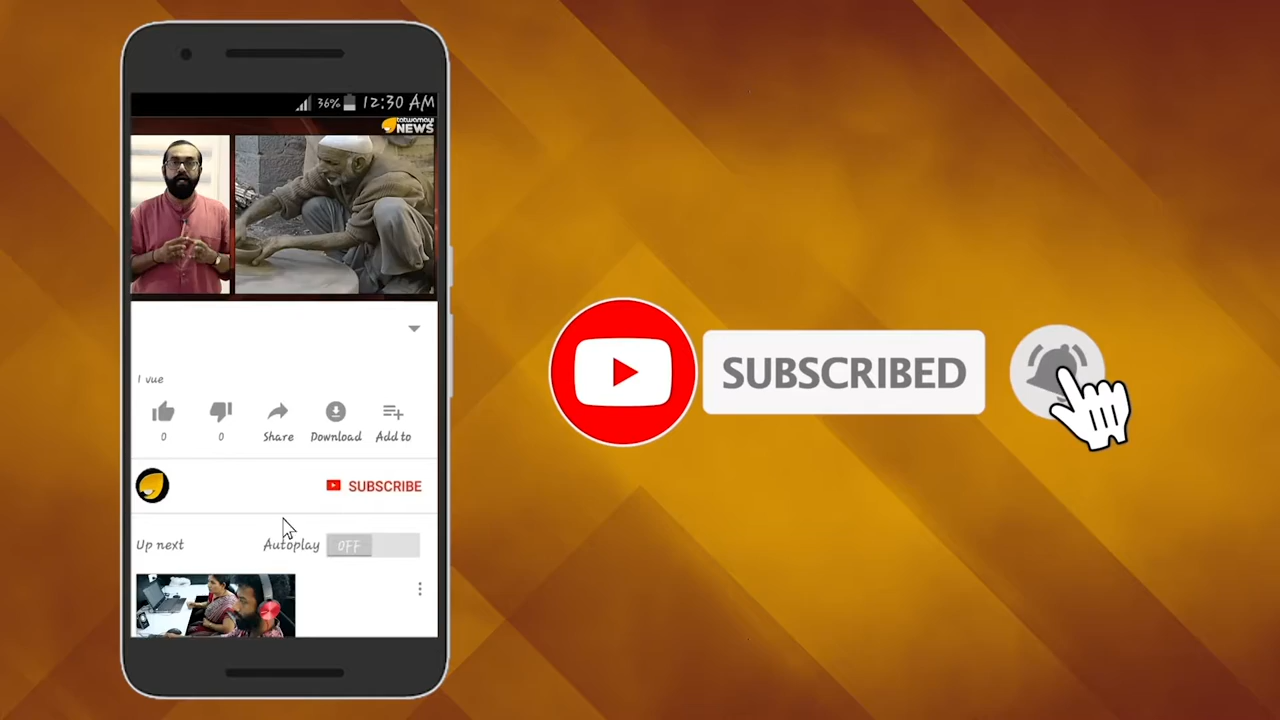 36% 12:30 AM
tatwamayi
NEWS
1 vue
0 0 Share Download Add to
SUBSCRIBE
Up next Autoplay OFF
SUBSCRIBED